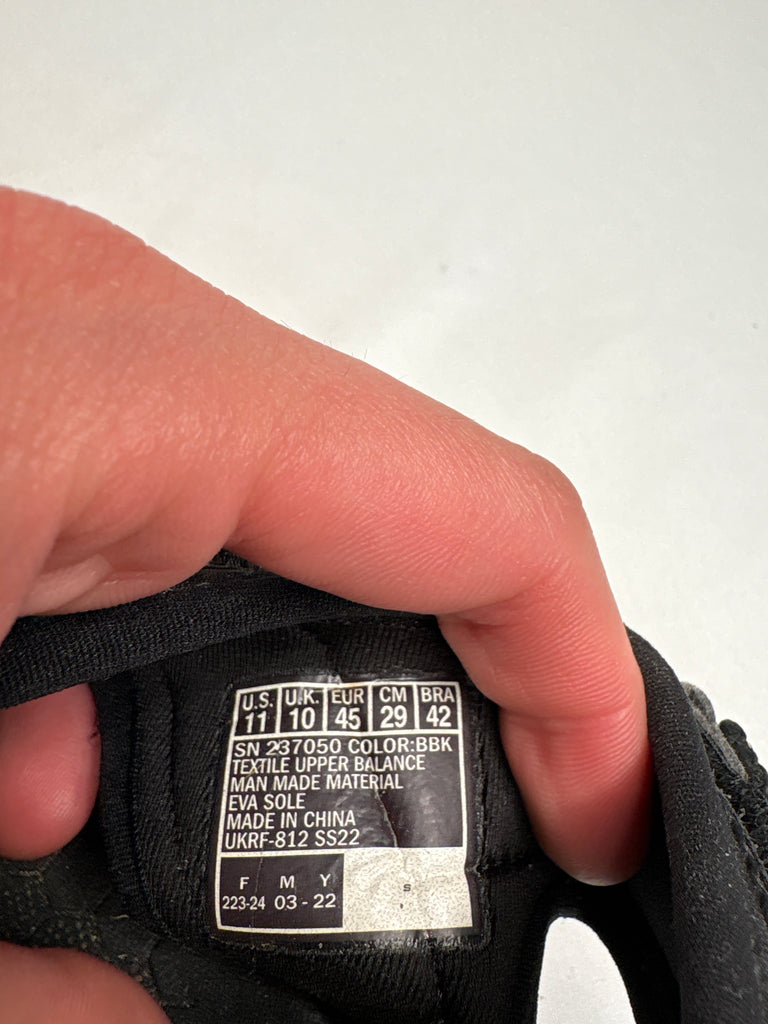 U.S. U.K. EUR CM BRA
11 10 45 29 42
SN 237050 COLOR:BBK
TEXTILE UPPER BALANCE
MAN MADE MATERIAL
EVA SOLE
MADE IN CHINA
UKRF-812 SS22
F M Y
223-24 03 - 22
S